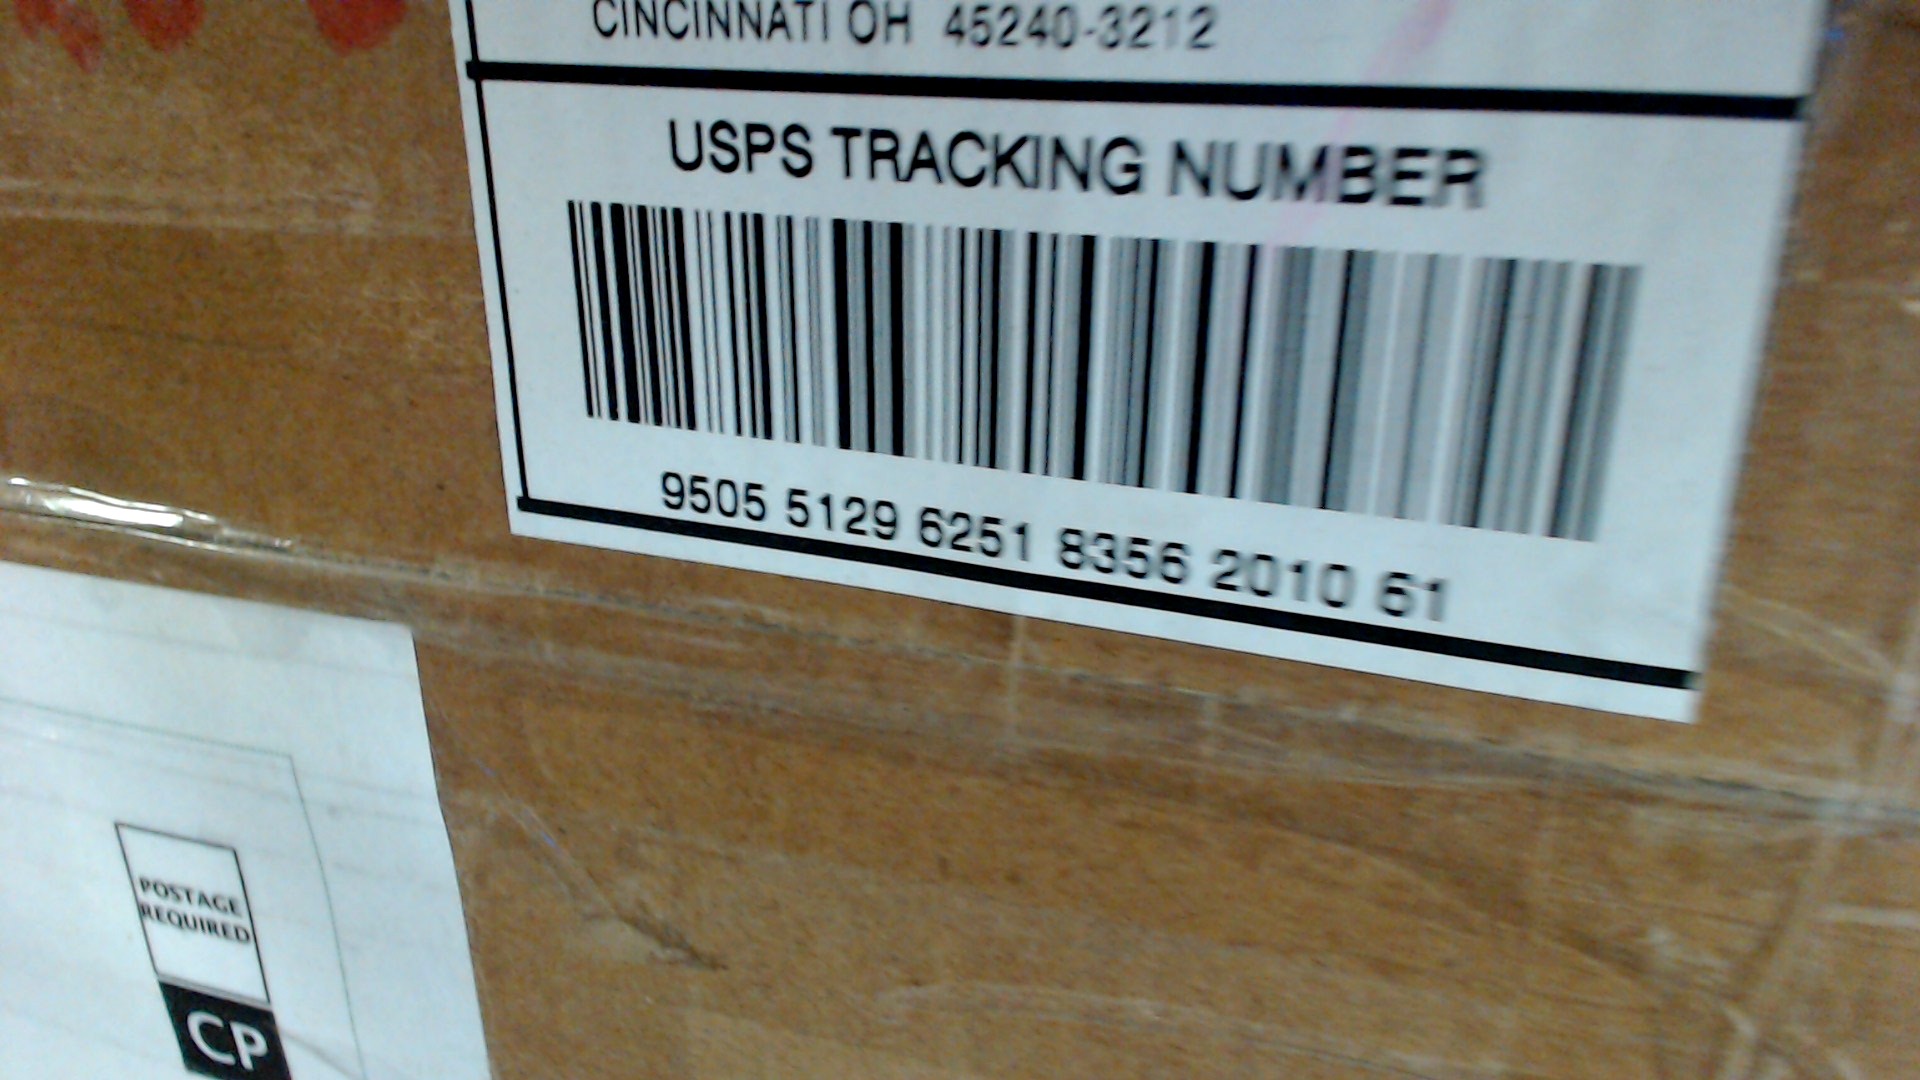 CINCINNATI OH 45240-3212
USPS TRACKING NUMBER
9505 5129 6251 8356 2010 61
POSTAGE
REQUIRED
CP